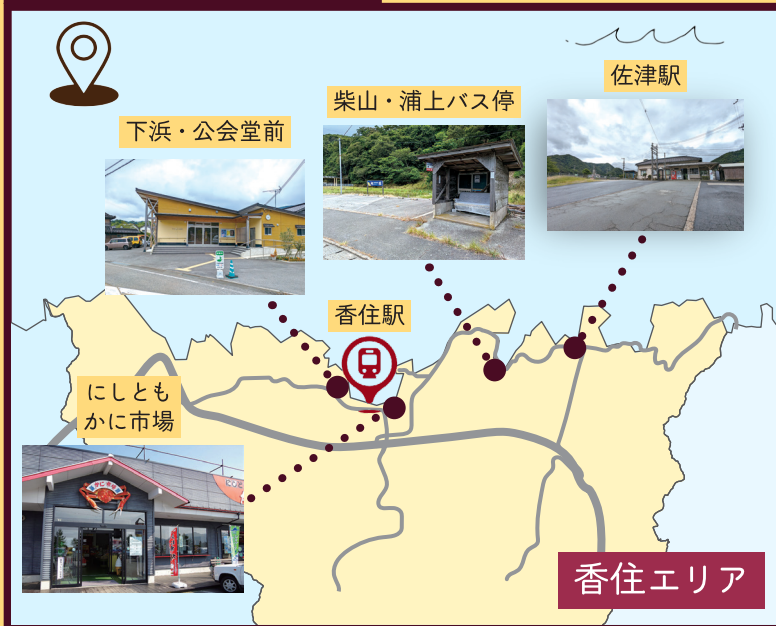 佐津駅
柴山・浦上バス停
下浜・公会堂前
香住駅
にしとも
かに市場
香住エリア